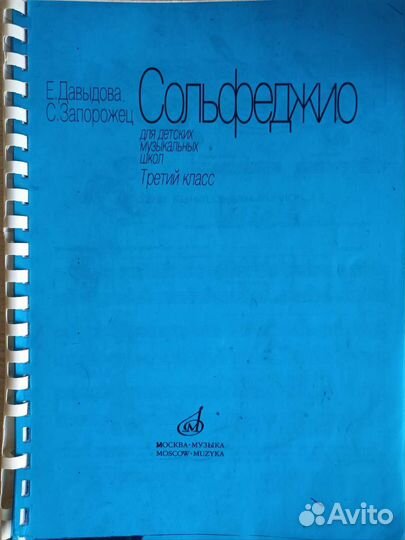 Е. Давыдова
С. Запорожец
Сольфеджио
для детских
музыкальных
школ
Третий класс
МОСКВА·МУЗЫКА
MOSCOW·MUZYKA
Avito